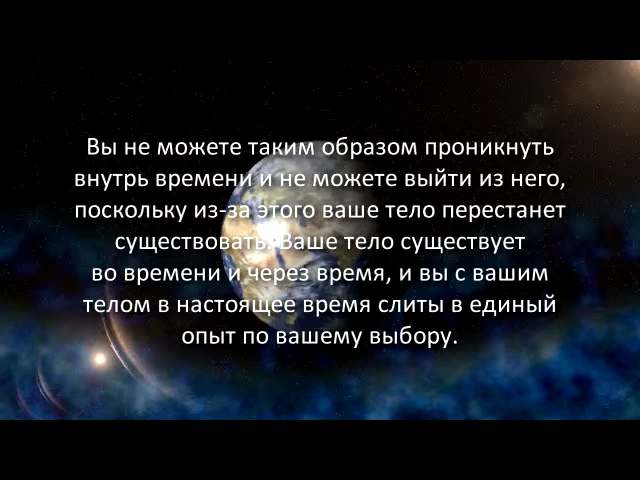 Вы не можете таким образом проникнуть
внутрь времени и не можете выйти из него,
поскольку из-за этого ваше тело перестанет
существовать. Ваше тело существует
во времени и через время, и вы с вашим
телом в настоящее время слиты в единый
опыт по вашему выбору.